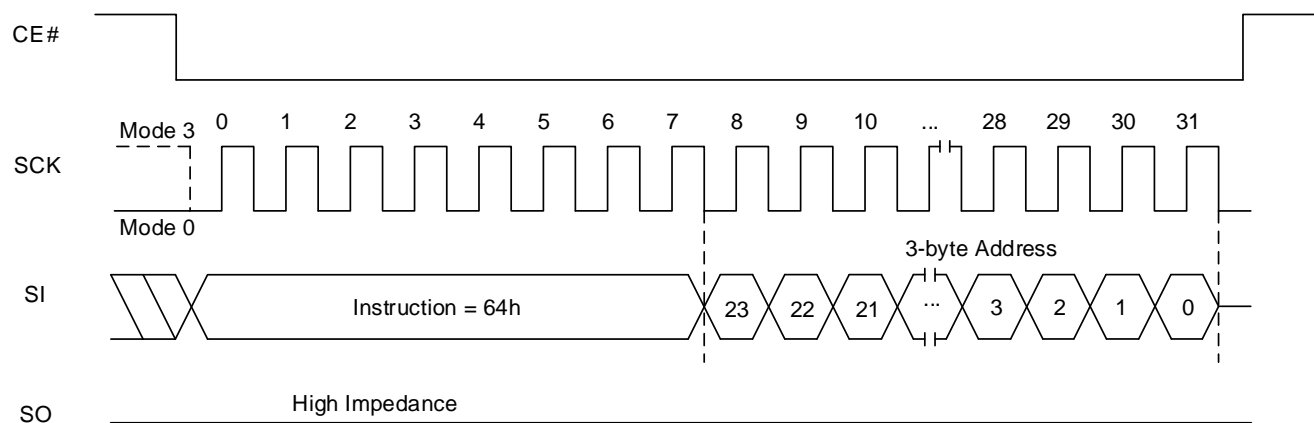 CE#
Mode 3 0 1 2 3 4 5 6 7 8 9 10 ... 28 29 30 31
SCK
Mode 0
3-byte Address
SI Instruction = 64h 23 22 21 ... 3 2 1 0
High Impedance
SO